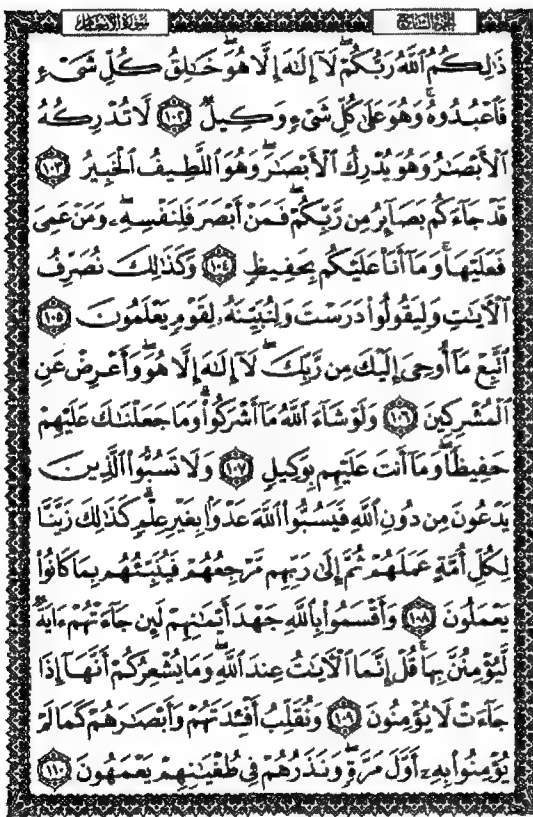 سورة الأنعام الجزء السابع
ذَٰلِكُمُ ٱللَّهُ رَبُّكُمْ ۖ لَآ إِلَٰهَ إِلَّا هُوَ ۖ خَٰلِقُ كُلِّ شَىْءٍ
فَٱعْبُدُوهُ ۚ وَهُوَ عَلَىٰ كُلِّ شَىْءٍ وَكِيلٌ ۝١٠٢ لَّا تُدْرِكُهُ
ٱلْأَبْصَٰرُ وَهُوَ يُدْرِكُ ٱلْأَبْصَٰرَ ۖ وَهُوَ ٱللَّطِيفُ ٱلْخَبِيرُ ۝١٠٣
قَدْ جَآءَكُم بَصَآئِرُ مِن رَّبِّكُمْ ۖ فَمَنْ أَبْصَرَ فَلِنَفْسِهِۦ ۖ وَمَنْ عَمِىَ
فَعَلَيْهَا ۚ وَمَآ أَنَا۠ عَلَيْكُم بِحَفِيظٍ ۝١٠٤ وَكَذَٰلِكَ نُصَرِّفُ
ٱلْءَايَٰتِ وَلِيَقُولُوا۟ دَرَسْتَ وَلِنُبَيِّنَهُۥ لِقَوْمٍ يَعْلَمُونَ ۝١٠٥
ٱتَّبِعْ مَآ أُوحِىَ إِلَيْكَ مِن رَّبِّكَ ۖ لَآ إِلَٰهَ إِلَّا هُوَ ۖ وَأَعْرِضْ عَنِ
ٱلْمُشْرِكِينَ ۝١٠٦ وَلَوْ شَآءَ ٱللَّهُ مَآ أَشْرَكُوا۟ ۗ وَمَا جَعَلْنَٰكَ عَلَيْهِمْ
حَفِيظًا ۖ وَمَآ أَنتَ عَلَيْهِم بِوَكِيلٍ ۝١٠٧ وَلَا تَسُبُّوا۟ ٱلَّذِينَ
يَدْعُونَ مِن دُونِ ٱللَّهِ فَيَسُبُّوا۟ ٱللَّهَ عَدْوًۢا بِغَيْرِ عِلْمٍ ۗ كَذَٰلِكَ زَيَّنَّا
لِكُلِّ أُمَّةٍ عَمَلَهُمْ ثُمَّ إِلَىٰ رَبِّهِم مَّرْجِعُهُمْ فَيُنَبِّئُهُم بِمَا كَانُوا۟
يَعْمَلُونَ ۝١٠٨ وَأَقْسَمُوا۟ بِٱللَّهِ جَهْدَ أَيْمَٰنِهِمْ لَئِن جَآءَتْهُمْ ءَايَةٌ
لَّيُؤْمِنُنَّ بِهَا ۚ قُلْ إِنَّمَا ٱلْءَايَٰتُ عِندَ ٱللَّهِ ۖ وَمَا يُشْعِرُكُمْ أَنَّهَآ إِذَا
جَآءَتْ لَا يُؤْمِنُونَ ۝١٠٩ وَنُقَلِّبُ أَفْـِٔدَتَهُمْ وَأَبْصَٰرَهُمْ كَمَا لَمْ
يُؤْمِنُوا۟ بِهِۦٓ أَوَّلَ مَرَّةٍ وَنَذَرُهُمْ فِى طُغْيَٰنِهِمْ يَعْمَهُونَ ۝١١٠